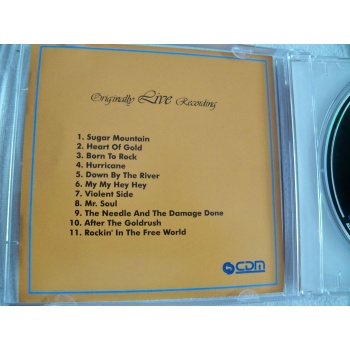 Originally Live Recording
1. Sugar Mountain
2. Heart Of Gold
3. Born To Rock
4. Hurricane
5. Down By The River
6. My My Hey Hey
7. Violent Side
8. Mr. Soul
9. The Needle And The Damage Done
10. After The Goldrush
11. Rockin' In The Free World
CDM